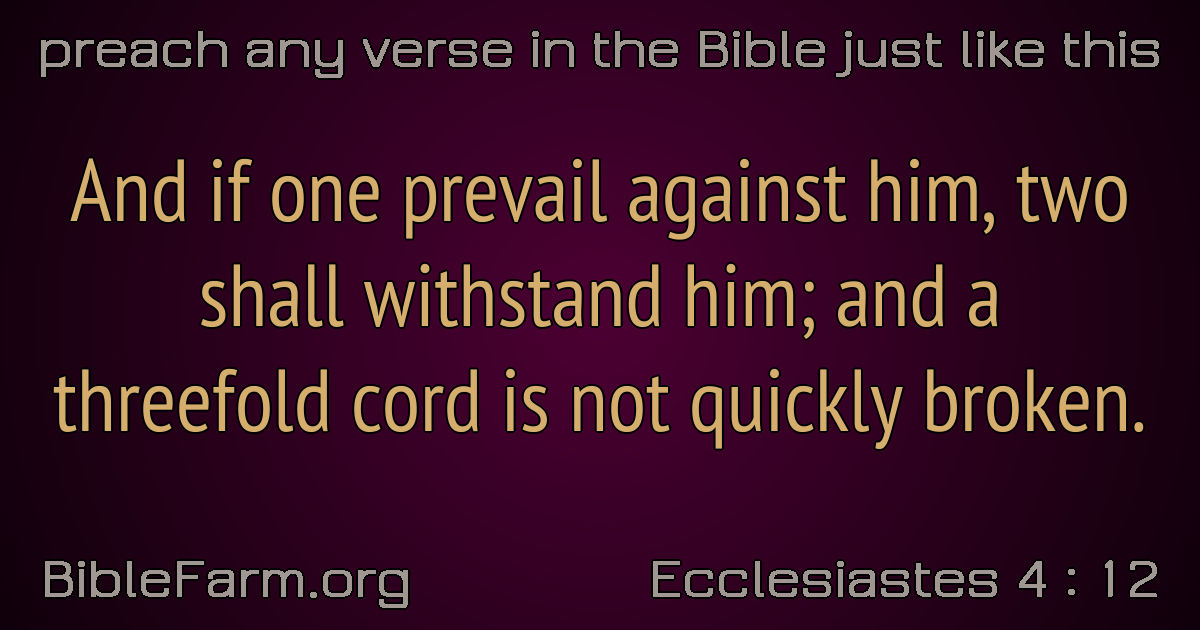 preach any verse in the Bible just like this
And if one prevail against him, two
shall withstand him; and a
threefold cord is not quickly broken.
BibleFarm.org
Ecclesiastes 4 : 12